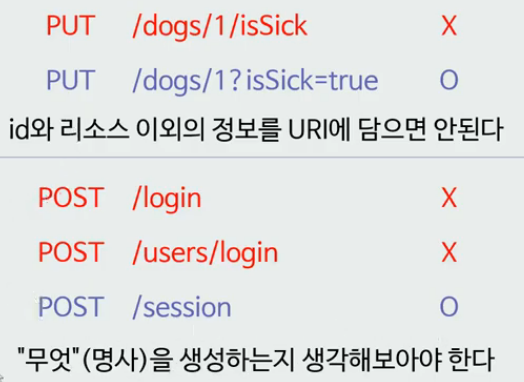 PUT /dogs/1/isSick X
PUT /dogs/1?isSick=true O
id와 리소스 이외의 정보를 URI에 담으면 안된다
POST /login X
POST /users/login X
POST /session O
"무엇"(명사)을 생성하는지 생각해보아야 한다